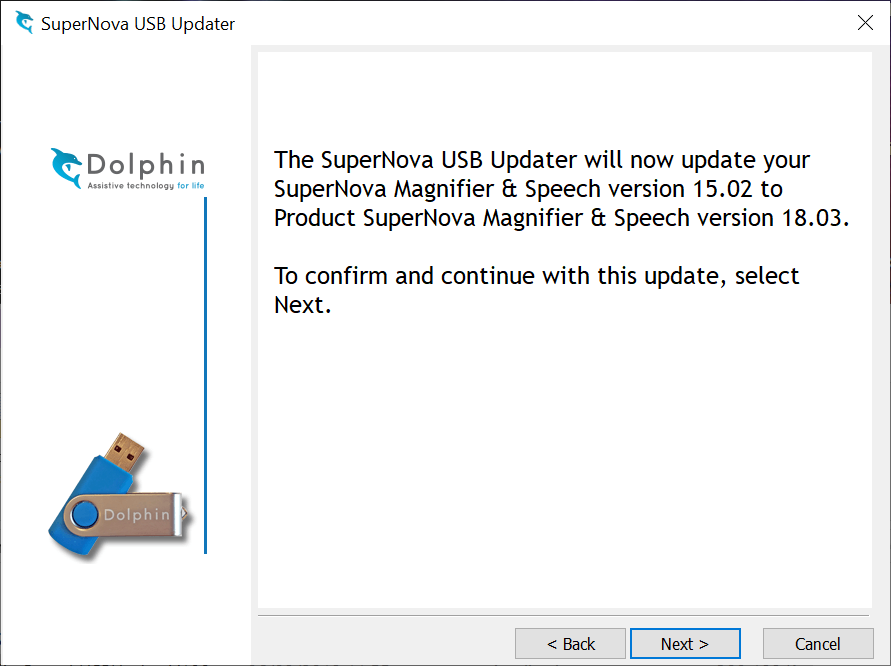 SuperNova USB Updater
Dolphin
Assistive technology for life
The SuperNova USB Updater will now update your
SuperNova Magnifier & Speech version 15.02 to
Product SuperNova Magnifier & Speech version 18.03.
To confirm and continue with this update, select
Next.
Dolphin
< Back
Next >
Cancel